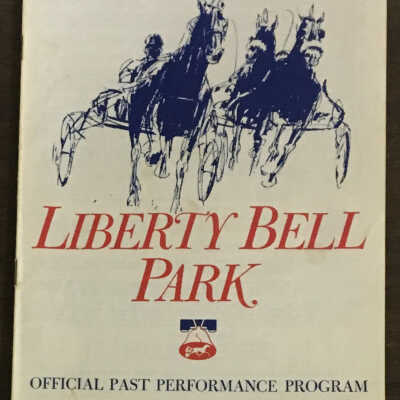 LIBERTY BELL
PARK.
OFFICIAL PAST PERFORMANCE PROGRAM